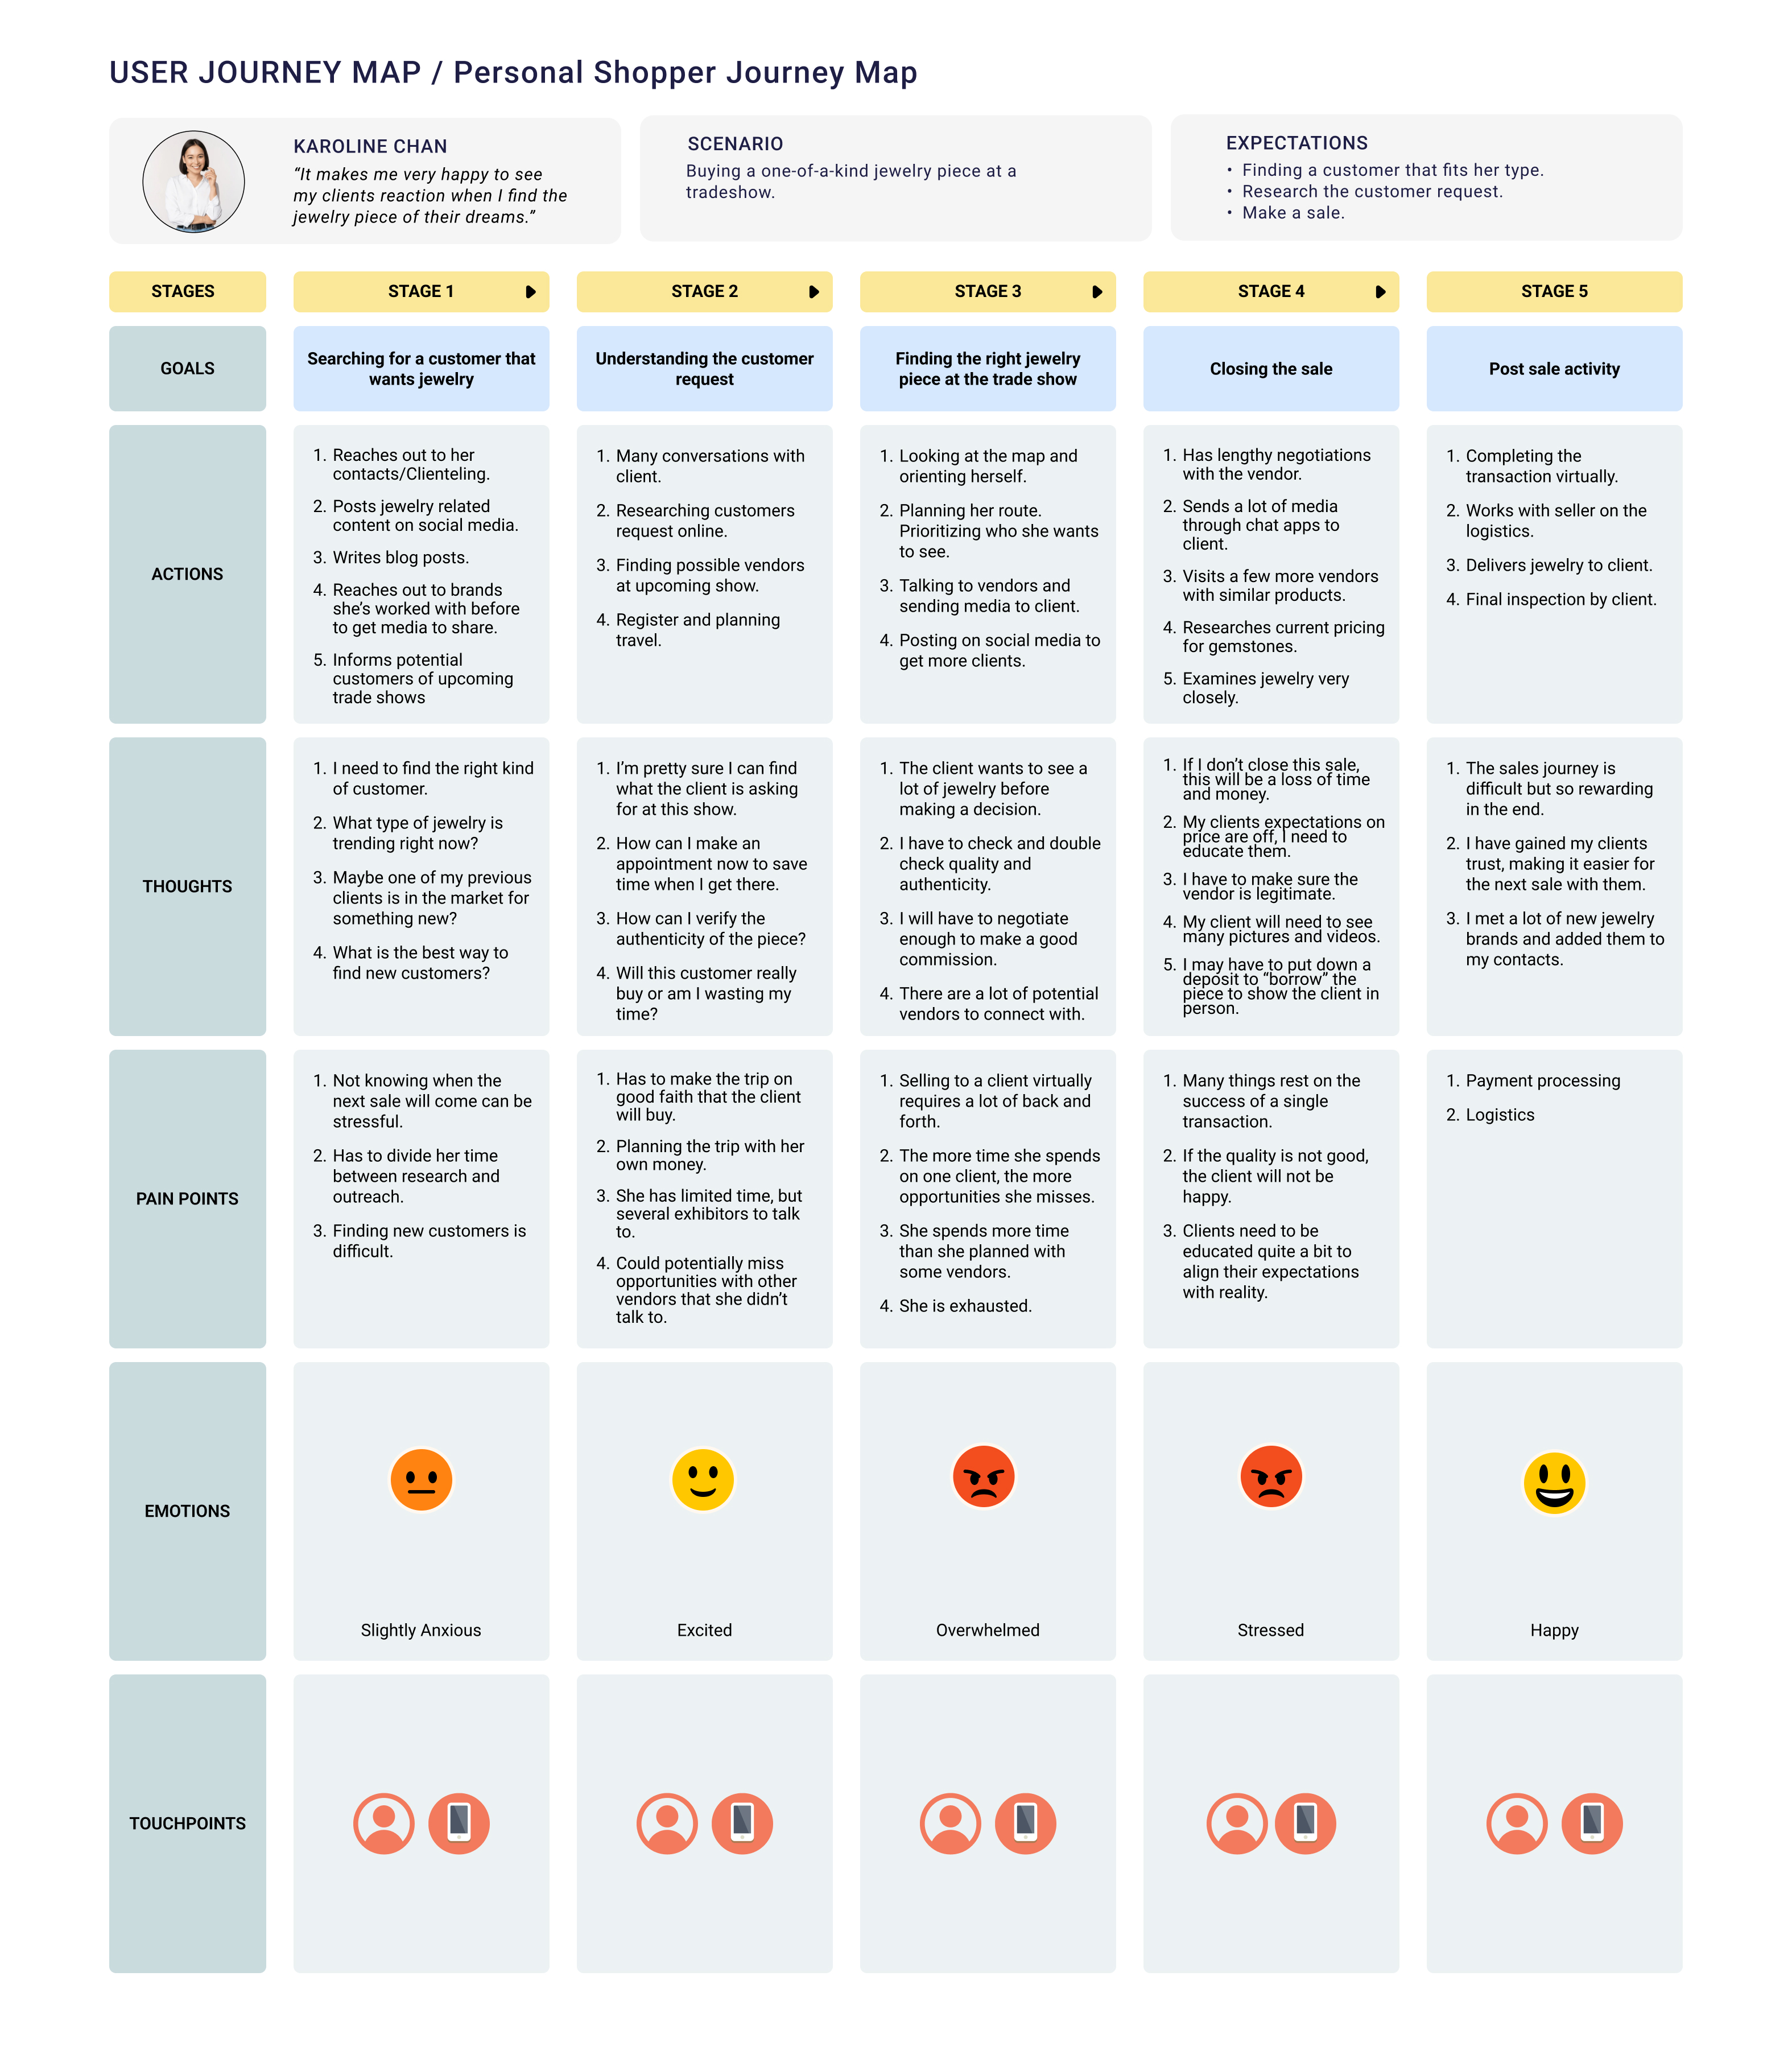 USER JOURNEY MAP / Personal Shopper Journey Map
KAROLINE CHAN
“It makes me very happy to see
my clients reaction when I find the
jewelry piece of their dreams.”
SCENARIO
Buying a one-of-a-kind jewelry piece at a
tradeshow.
EXPECTATIONS
• Finding a customer that fits her type.
• Research the customer request.
• Make a sale.
STAGES
STAGE 1
STAGE 2
STAGE 3
STAGE 4
STAGE 5
GOALS
Searching for a customer that
wants jewelry
Understanding the customer
request
Finding the right jewelry
piece at the trade show
Closing the sale
Post sale activity
ACTIONS
1. Reaches out to her
contacts/Clienteling.
2. Posts jewelry related
content on social media.
3. Writes blog posts.
4. Reaches out to brands
she’s worked with before
to get media to share.
5. Informs potential
customers of upcoming
trade shows
1. Many conversations with
client.
2. Researching customers
request online.
3. Finding possible vendors
at upcoming show.
4. Register and planning
travel.
1. Looking at the map and
orienting herself.
2. Planning her route.
Prioritizing who she wants
to see.
3. Talking to vendors and
sending media to client.
4. Posting on social media to
get more clients.
1. Has lengthy negotiations
with the vendor.
2. Sends a lot of media
through chat apps to
client.
3. Visits a few more vendors
with similar products.
4. Researches current pricing
for gemstones.
5. Examines jewelry very
closely.
1. Completing the
transaction virtually.
2. Works with seller on the
logistics.
3. Delivers jewelry to client.
4. Final inspection by client.
THOUGHTS
1. I need to find the right kind
of customer.
2. What type of jewelry is
trending right now?
3. Maybe one of my previous
clients is in the market for
something new?
4. What is the best way to
find new customers?
1. I’m pretty sure I can find
what the client is asking
for at this show.
2. How can I make an
appointment now to save
time when I get there.
3. How can I verify the
authenticity of the piece?
4. Will this customer really
buy or am I wasting my
time?
1. The client wants to see a
lot of jewelry before
making a decision.
2. I have to check and double
check quality and
authenticity.
3. I will have to negotiate
enough to make a good
commission.
4. There are a lot of potential
vendors to connect with.
1. If I don’t close this sale,
this will be a loss of time
and money.
2. My clients expectations on
price are off, I need to
educate them.
3. I have to make sure the
vendor is legitimate.
4. My client will need to see
many pictures and videos.
5. I may have to put down a
deposit to “borrow” the
piece to show the client in
person.
1. The sales journey is
difficult but so rewarding
in the end.
2. I have gained my clients
trust, making it easier for
the next sale with them.
3. I met a lot of new jewelry
brands and added them to
my contacts.
PAIN POINTS
1. Not knowing when the
next sale will come can be
stressful.
2. Has to divide her time
between research and
outreach.
3. Finding new customers is
difficult.
1. Has to make the trip on
good faith that the client
will buy.
2. Planning the trip with her
own money.
3. She has limited time, but
several exhibitors to talk
to.
4. Could potentially miss
opportunities with other
vendors that she didn’t
talk to.
1. Selling to a client virtually
requires a lot of back and
forth.
2. The more time she spends
on one client, the more
opportunities she misses.
3. She spends more time
than she planned with
some vendors.
4. She is exhausted.
1. Many things rest on the
success of a single
transaction.
2. If the quality is not good,
the client will not be
happy.
3. Clients need to be
educated quite a bit to
align their expectations
with reality.
1. Payment processing
2. Logistics
EMOTIONS
Slightly Anxious
Excited
Overwhelmed
Stressed
Happy
TOUCHPOINTS